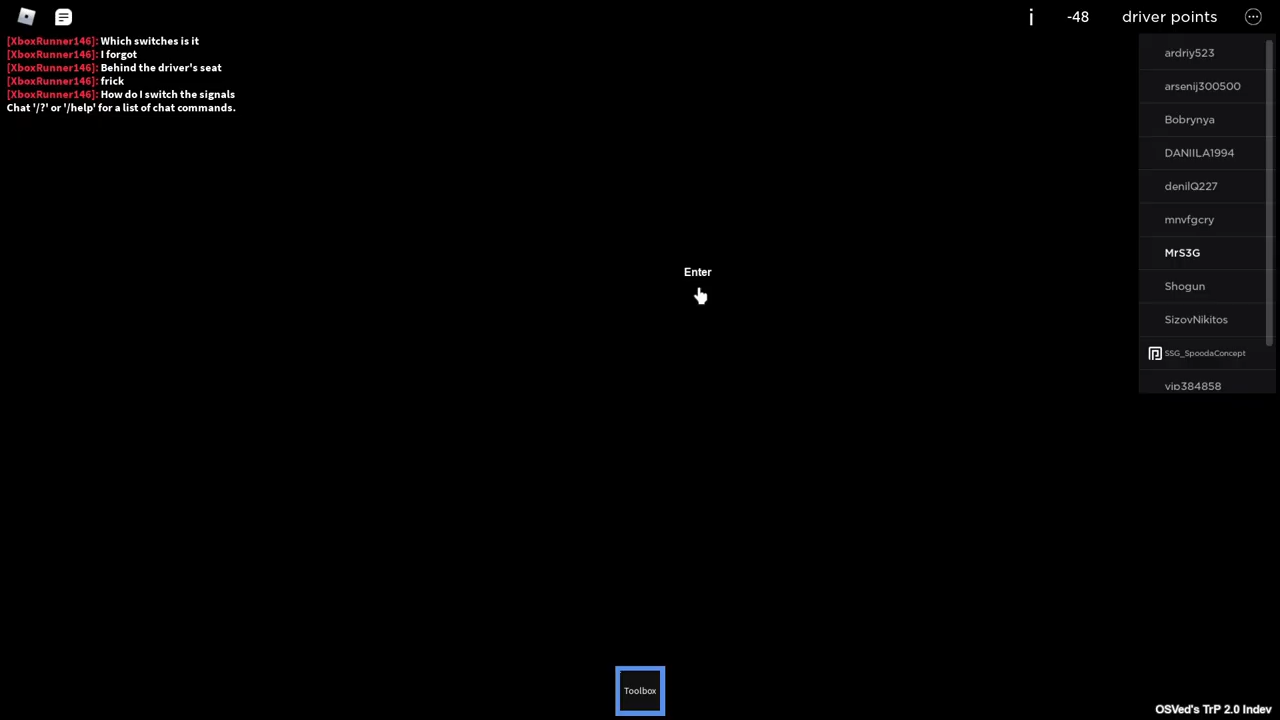 i -48 driver points
[XboxRunner146]: Which switches is it
[XboxRunner146]: I forgot
[XboxRunner146]: Behind the driver's seat
[XboxRunner146]: frick
[XboxRunner146]: How do I switch the signals
Chat '/?' or '/help' for a list of chat commands.
ardriy523
arsenij300500
Bobrynya
DANIILA1994
denilQ227
mnvfgcry
MrS3G
Shogun
SizovNikitos
SSG_SpoodaConcept
vip384858
Enter
Toolbox
OSVed's TrP 2.0 Indev